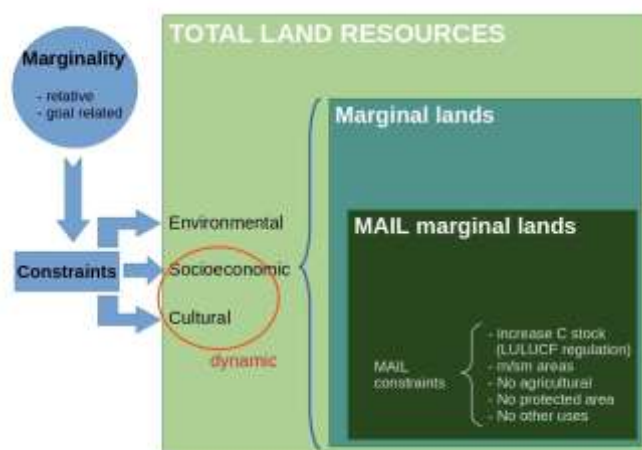 TOTAL LAND RESOURCES
Marginality
- relative
- goal related
Constraints
Environmental
Socioeconomic
Cultural
dynamic
Marginal lands
MAIL marginal lands
MAIL
constraints
- increase C stock
(LULUCF regulation)
- m/sm areas
- No agricultural
- No protected area
- No other uses